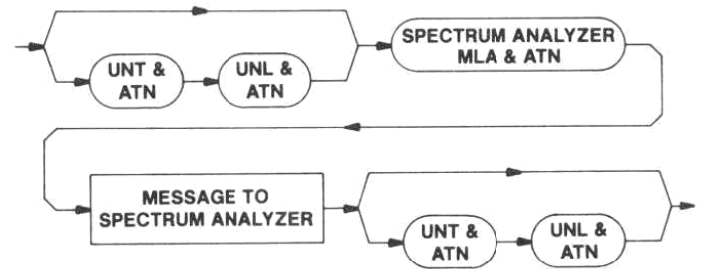 SPECTRUM ANALYZER
MLA & ATN
UNT &
ATN
UNL &
ATN
MESSAGE TO
SPECTRUM ANALYZER
UNT &
ATN
UNL &
ATN